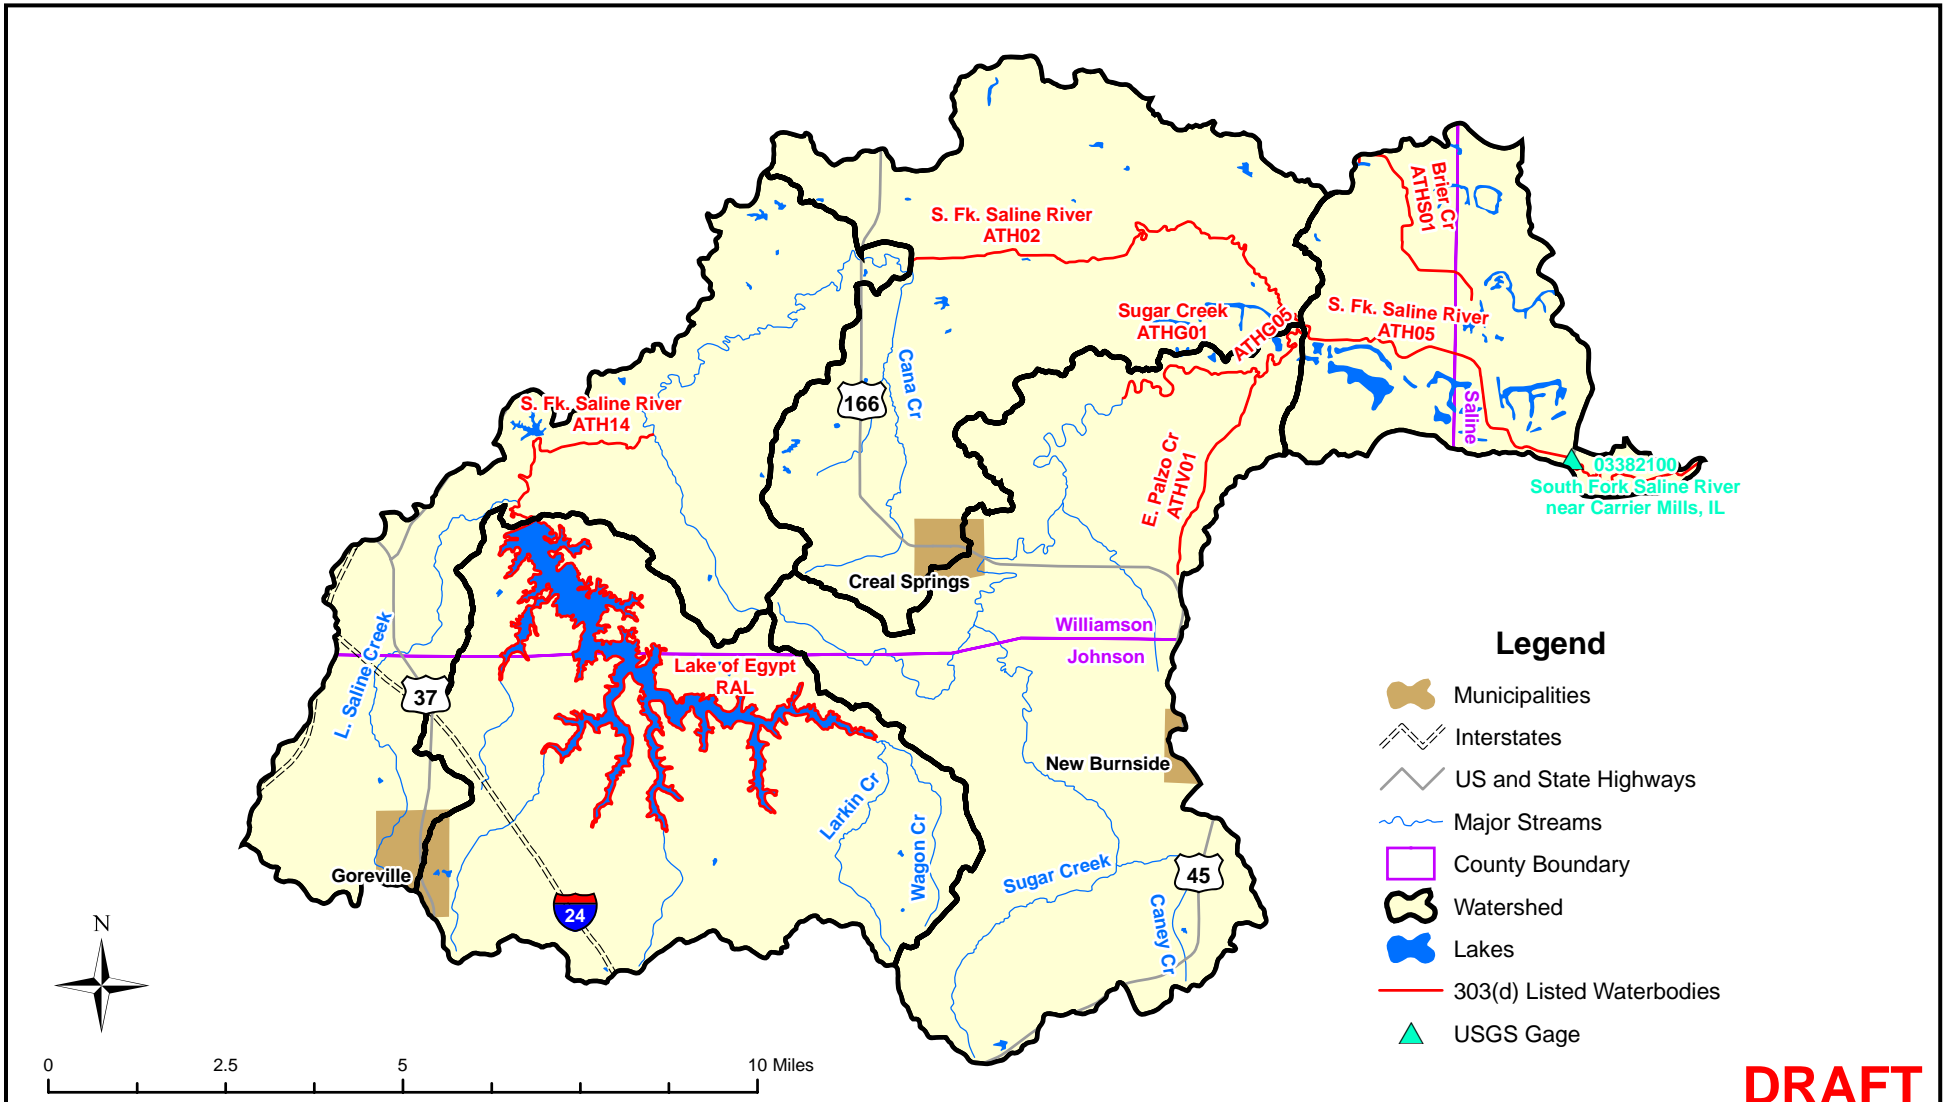 Brier Cr
ATHS01
S. Fk. Saline River
ATH02
Sugar Creek
ATHG01
ATHG05
S. Fk. Saline River
ATH05
Cana Cr
166
S. Fk. Saline River
ATH14
Saline
E. Palzo Cr
ATHV01
03382100
South Fork Saline River
near Carrier Mills, IL
Creal Springs
L. Saline Creek
Williamson
Johnson
Lake of Egypt
RAL
37
New Burnside
Larkin Cr
Wagon Cr
Goreville
Sugar Creek
45
Caney Cr
24
Legend
Municipalities
Interstates
US and State Highways
Major Streams
County Boundary
Watershed
Lakes
303(d) Listed Waterbodies
USGS Gage
N
0 2.5 5 10 Miles
DRAFT